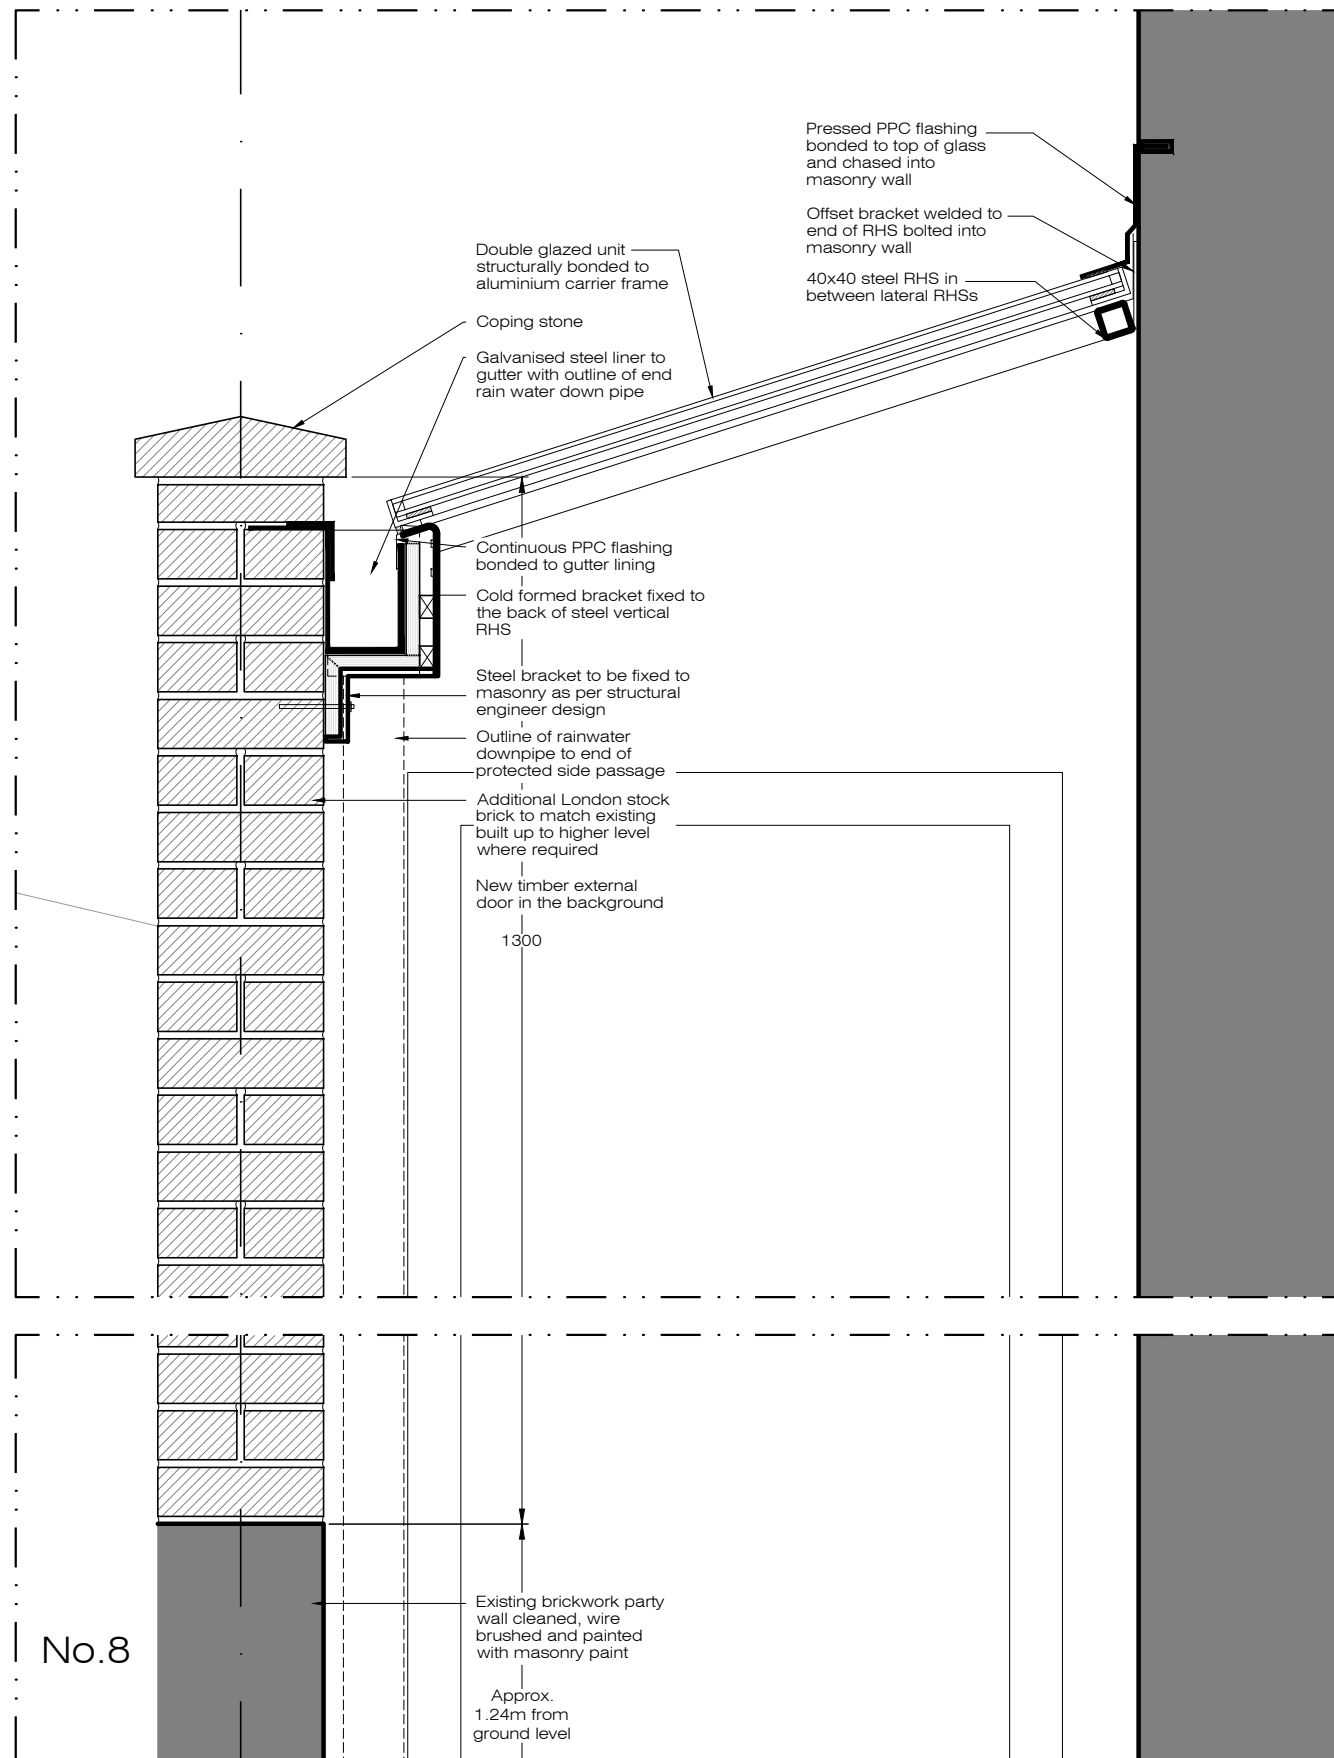 Pressed PPC flashing
bonded to top of glass
and chased into
masonry wall
Offset bracket welded to
end of RHS bolted into
masonry wall
40x40 steel RHS in
between lateral RHSs
Double glazed unit
structurally bonded to
aluminium carrier frame
Coping stone
Galvanised steel liner to
gutter with outline of end
rain water down pipe
Continuous PPC flashing
bonded to gutter lining
Cold formed bracket fixed to
the back of steel vertical
RHS
Steel bracket to be fixed to
masonry as per structural
engineer design
Outline of rainwater
downpipe to end of
protected side passage
Additional London stock
brick to match existing
built up to higher level
where required
New timber external
door in the background
1300
Existing brickwork party
wall cleaned, wire
brushed and painted
with masonry paint
No.8
Approx.
1.24m from
ground level